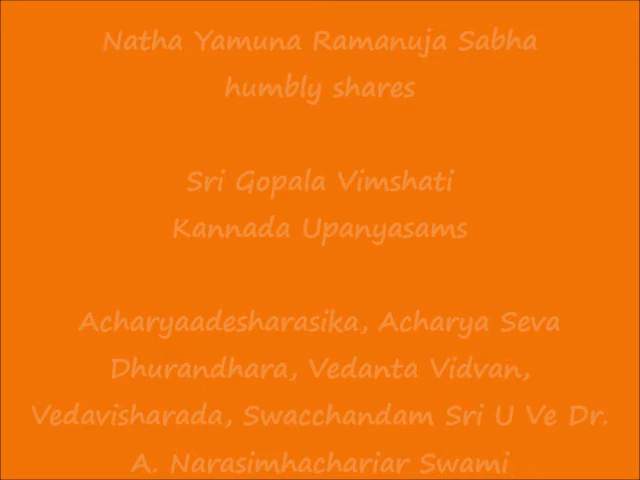 Natha Yamuna Ramanuja Sabha
humbly shares
Sri Gopala Vimshati
Kannada Upanyasams
Acharyaadesharasika, Acharya Seva
Dhurandhara, Vedanta Vidvan,
Vedavisharada, Swacchandam Sri U Ve Dr.
A. Narasimhachariar Swami